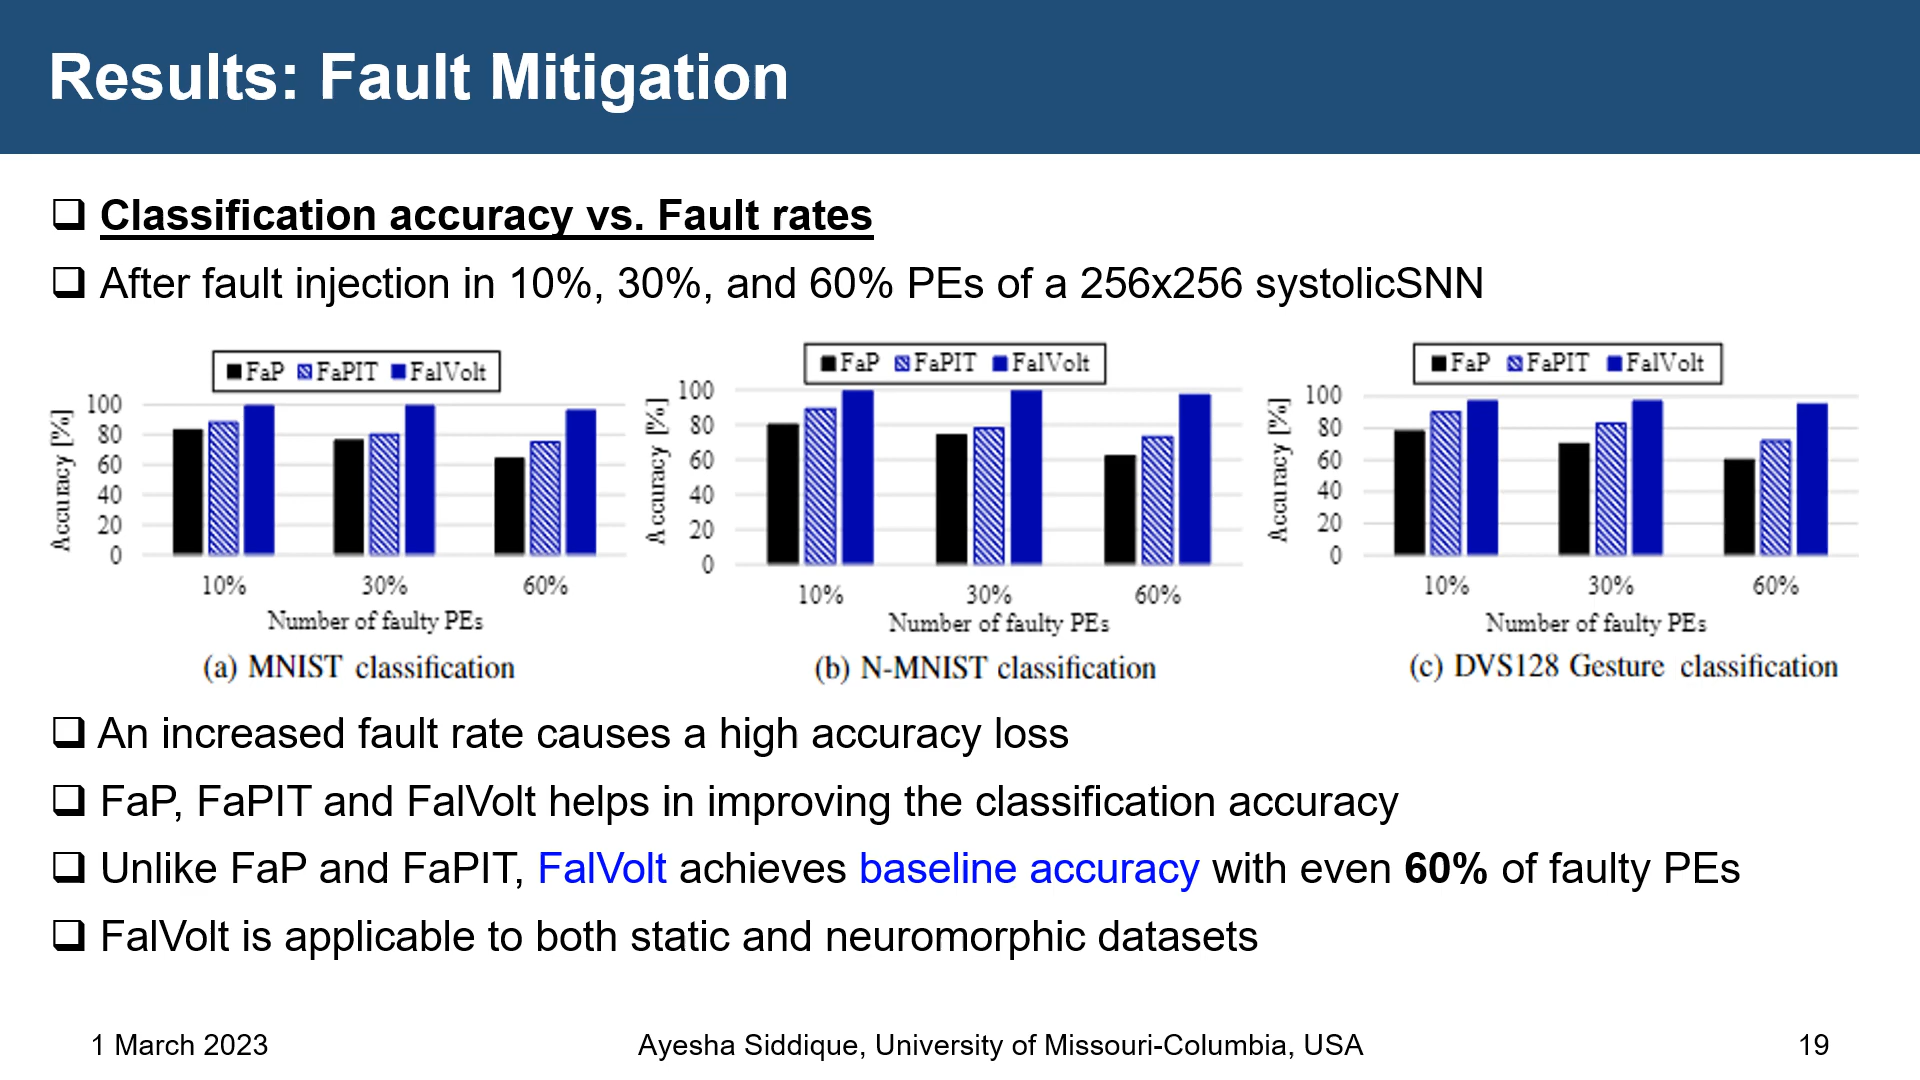 Results: Fault Mitigation
Classification accuracy vs. Fault rates
After fault injection in 10%, 30%, and 60% PEs of a 256x256 systolicSNN
FaP FaPIT FalVolt
Accuracy [%]
100
80
60
40
20
0
10% 30% 60%
Number of faulty PEs
(a) MNIST classification
FaP FaPIT FalVolt
Accuracy [%]
100
80
60
40
20
0
10% 30% 60%
Number of faulty PEs
(b) N-MNIST classification
FaP FaPIT FalVolt
Accuracy [%]
100
80
60
40
20
0
10% 30% 60%
Number of faulty PEs
(c) DVS128 Gesture classification
An increased fault rate causes a high accuracy loss
FaP, FaPIT and FalVolt helps in improving the classification accuracy
Unlike FaP and FaPIT, FalVolt achieves baseline accuracy with even 60% of faulty PEs
FalVolt is applicable to both static and neuromorphic datasets
1 March 2023
Ayesha Siddique, University of Missouri-Columbia, USA
19